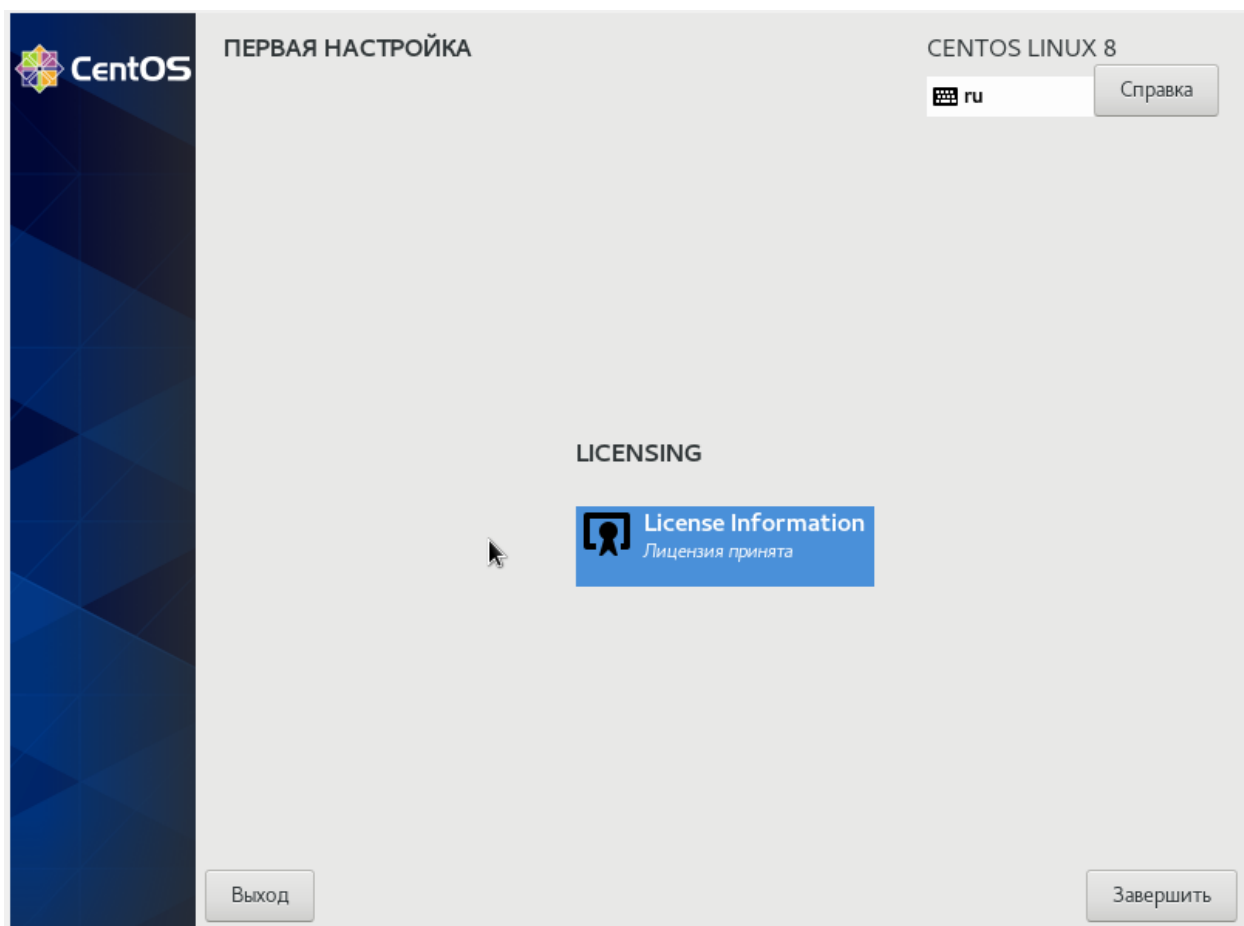 CentOS
ПЕРВАЯ НАСТРОЙКА
CENTOS LINUX 8
ru
Справка
LICENSING
License Information
Лицензия принята
Выход
Завершить